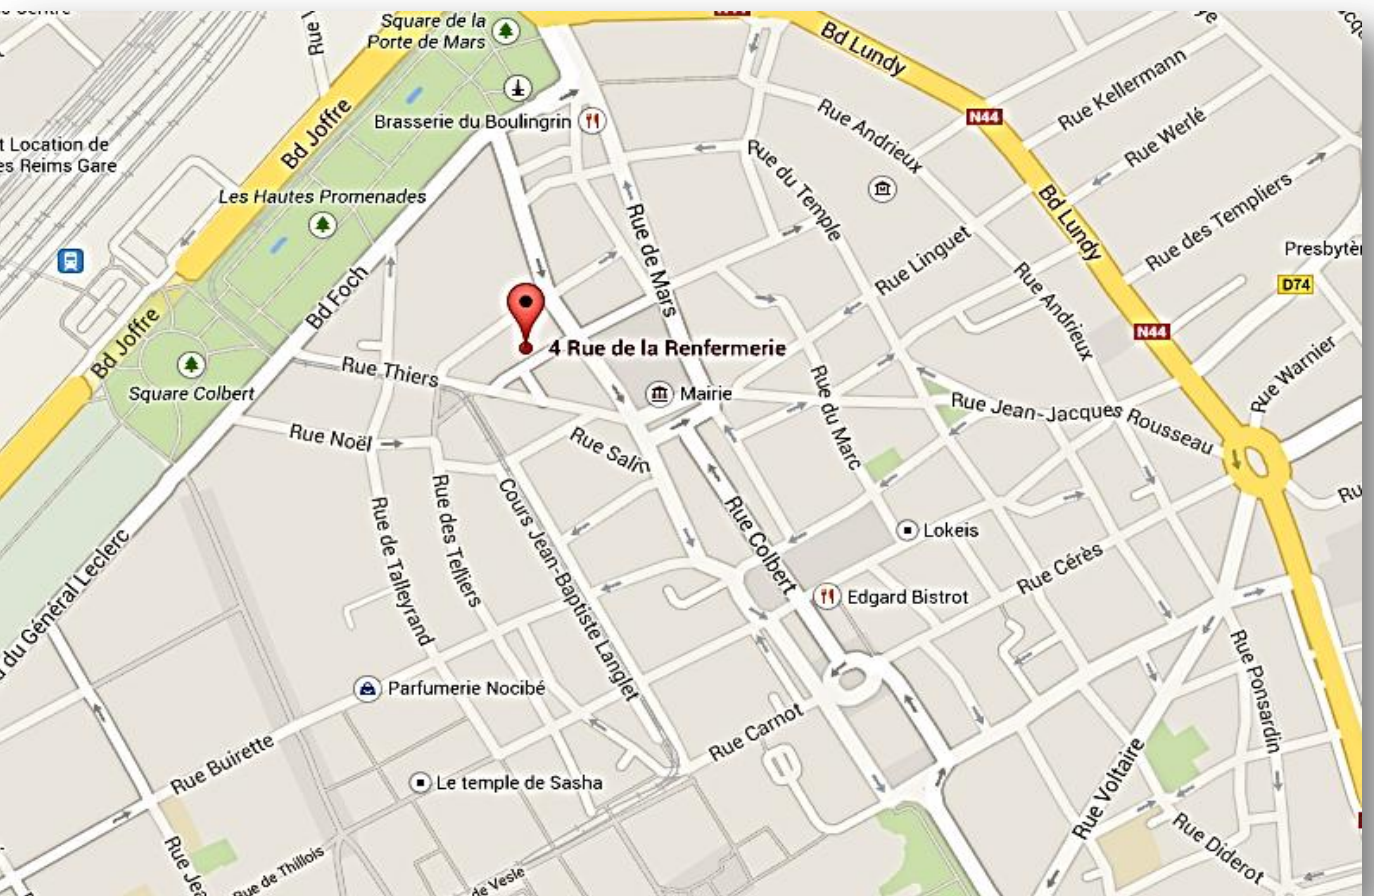 Square de la
Porte de Mars
Bd Lundy
N44
Rue Kellermann
Bd Joffre
Brasserie du Boulingrin
Rue Andrieux
Rue Werlé
t Location de
es Reims Gare
Rue du Temple
Les Hautes Promenades
Rue de Mars
Bd Lundy
Rue des Templiers
Rue Linguet
Presbytèr
Bd Foch
Rue Andrieux
D74
Bd Joffre
N44
4 Rue de la Renfermerie
Rue Thiers
Rue Warnier
Square Colbert
Mairie
Rue du Marc
Rue Jean-Jacques Rousseau
Rue Noël
Rue Salin
Rue des Telliers
Cours Jean-Baptiste Langlet
Rue de Talleyrand
Rue Colbert
Lokeis
du Général Leclerc
Rue Cérès
Edgard Bistrot
Rue Ponsardin
Parfumerie Nocibé
Rue Carnot
Rue Buirette
Le temple de Sasha
Rue Voltaire
Rue Diderot
Rue de Thillois
de Vesle